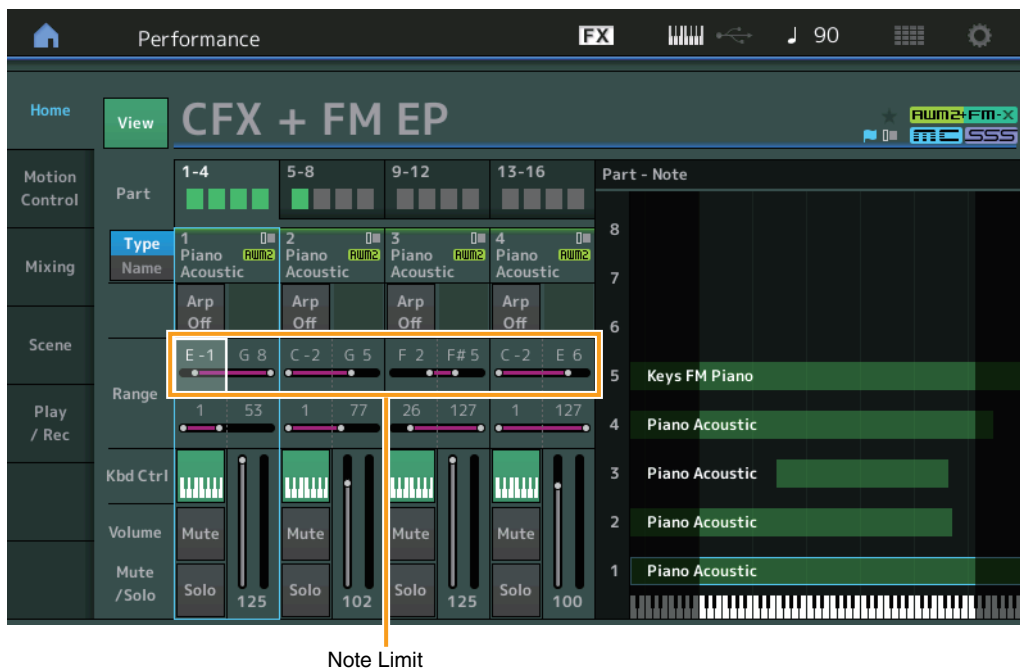 Performance
FX
90
Home
View
CFX + FM EP
AWM2+FM-X
MC SSS
Motion
Control
Part
1-4
5-8
9-12
13-16
Part - Note
Type
Name
1
Piano
AWM2
Acoustic
2
Piano
AWM2
Acoustic
3
Piano
AWM2
Acoustic
4
Piano
AWM2
Acoustic
8
7
6
5
4
3
2
1
Mixing
Arp
Off
Arp
Off
Arp
Off
Arp
Off
Scene
Range
E -1 G 8 C -2 G 5 F 2 F# 5 C -2 E 6
1 53 1 77 26 127 1 127
Keys FM Piano
Piano Acoustic
Piano Acoustic
Piano Acoustic
Piano Acoustic
Play
/ Rec
Kbd Ctrl
Volume
Mute Mute Mute Mute
Mute
/Solo
Solo 125 Solo 102 Solo 125 Solo 100
Note Limit